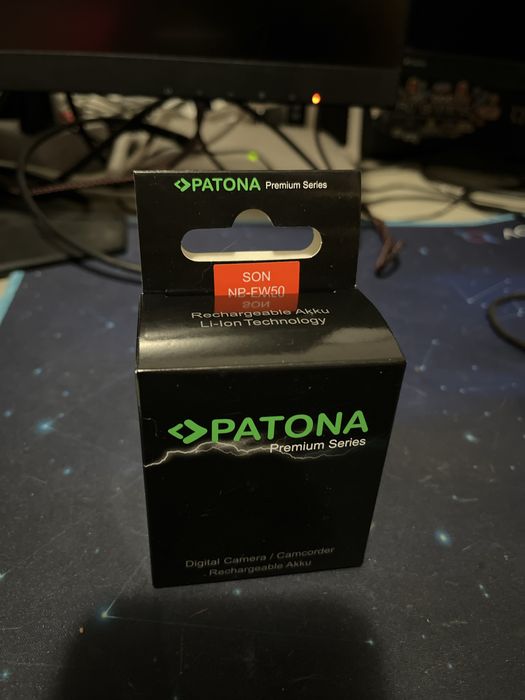 PATONA Premium Series
SON
NP-FW50
Rechargeable Akku
Li-Ion Technology
PATONA
Premium Series
Digital Camera / Camcorder
Rechargeable Akku